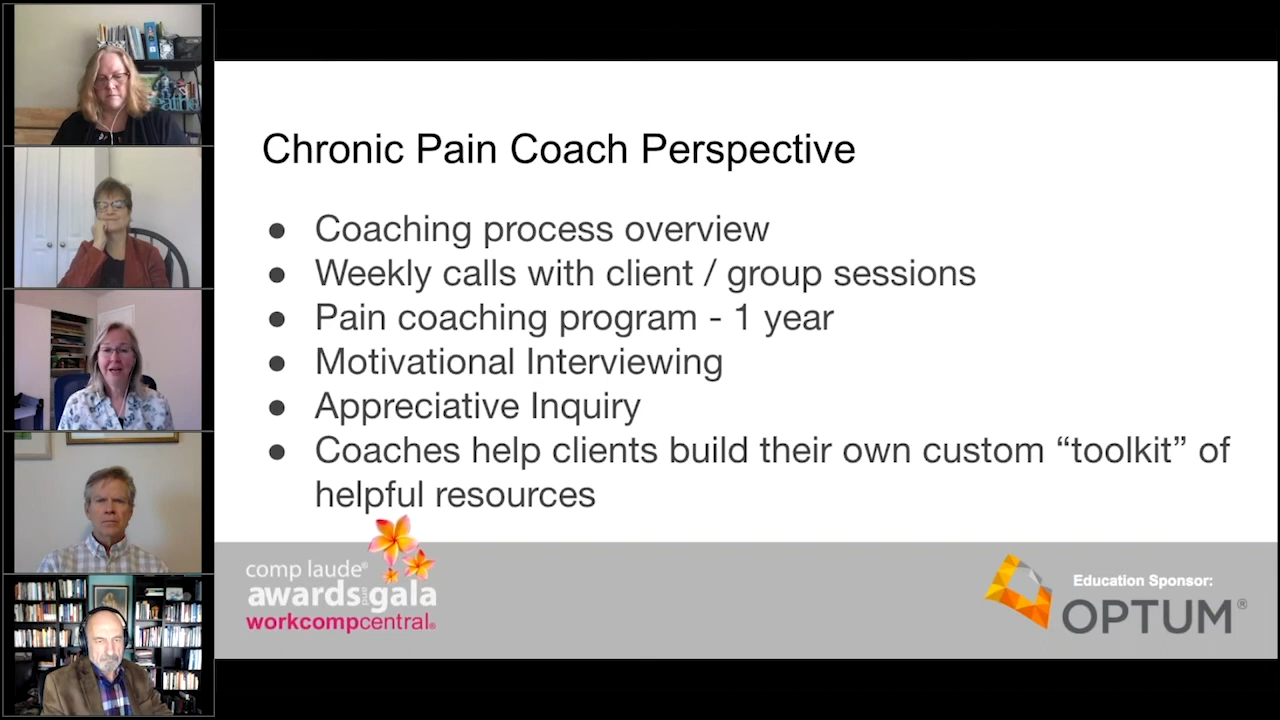 Chronic Pain Coach Perspective
● Coaching process overview
● Weekly calls with client / group sessions
● Pain coaching program - 1 year
● Motivational Interviewing
● Appreciative Inquiry
● Coaches help clients build their own custom “toolkit” of
helpful resources
comp laude®
awards and gala
workcompcentral®
Education Sponsor:
OPTUM®